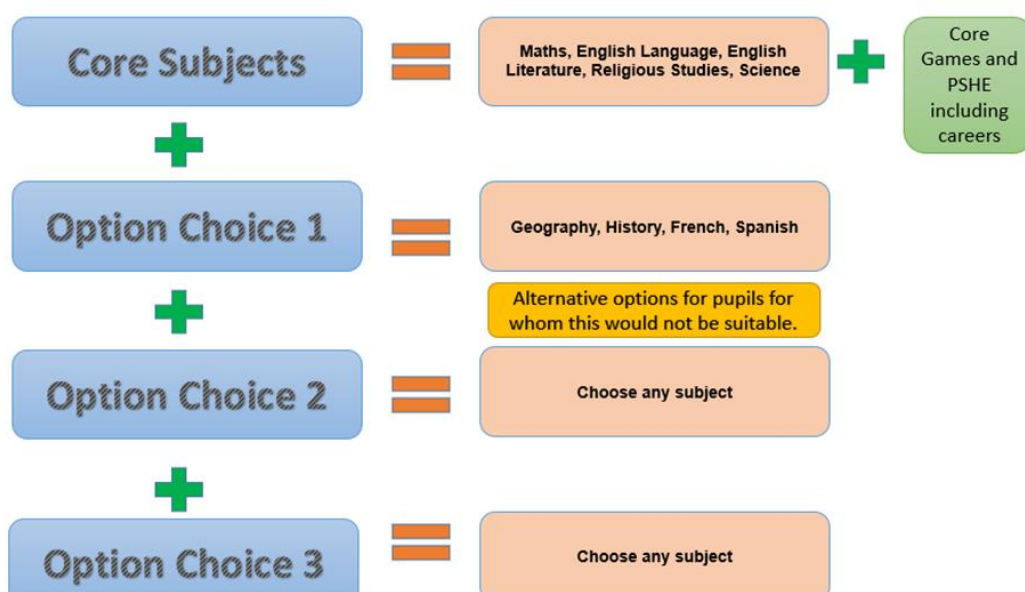 Core Subjects
Maths, English Language, English
Literature, Religious Studies, Science
Core
Games and
PSHE
including
careers
Option Choice 1
Geography, History, French, Spanish
Alternative options for pupils for
whom this would not be suitable.
Option Choice 2
Choose any subject
Option Choice 3
Choose any subject